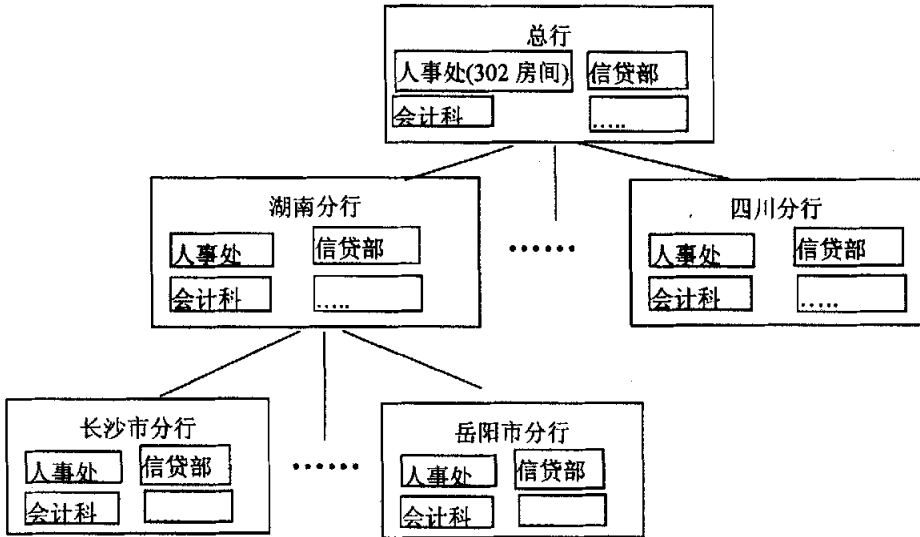 总行
人事处(302 房间) 信贷部
会计科 .....
湖南分行
人事处 信贷部
会计科 .....
......
四川分行
人事处 信贷部
会计科 .....
长沙市分行
人事处 信贷部
会计科
......
岳阳市分行
人事处 信贷部
会计科